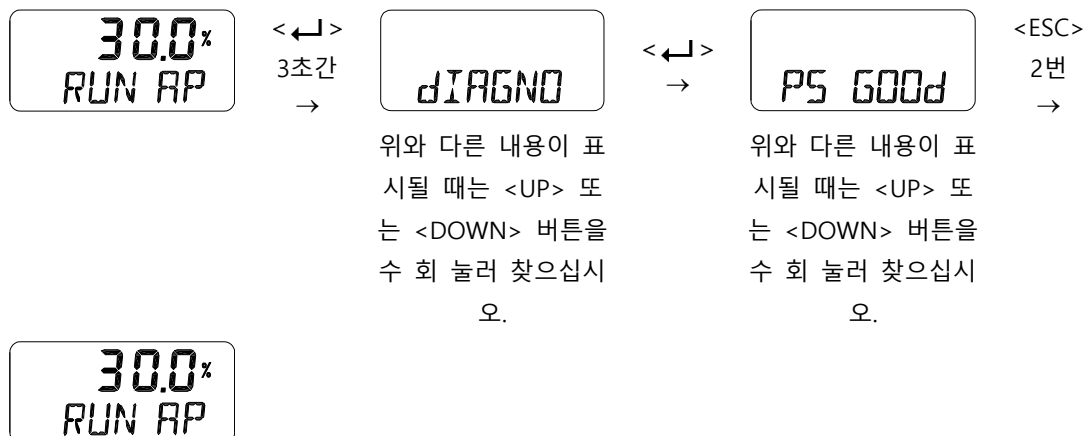 30.0%
RUN AP
<↵>
3초간
→
dIAGNO
<↵>
→
PS GOOd
<ESC>
2번
→
위와 다른 내용이 표
시될 때는 <UP> 또
는 <DOWN> 버튼을
수 회 눌러 찾으십시
오.
위와 다른 내용이 표
시될 때는 <UP> 또
는 <DOWN> 버튼을
수 회 눌러 찾으십시
오.
30.0%
RUN AP